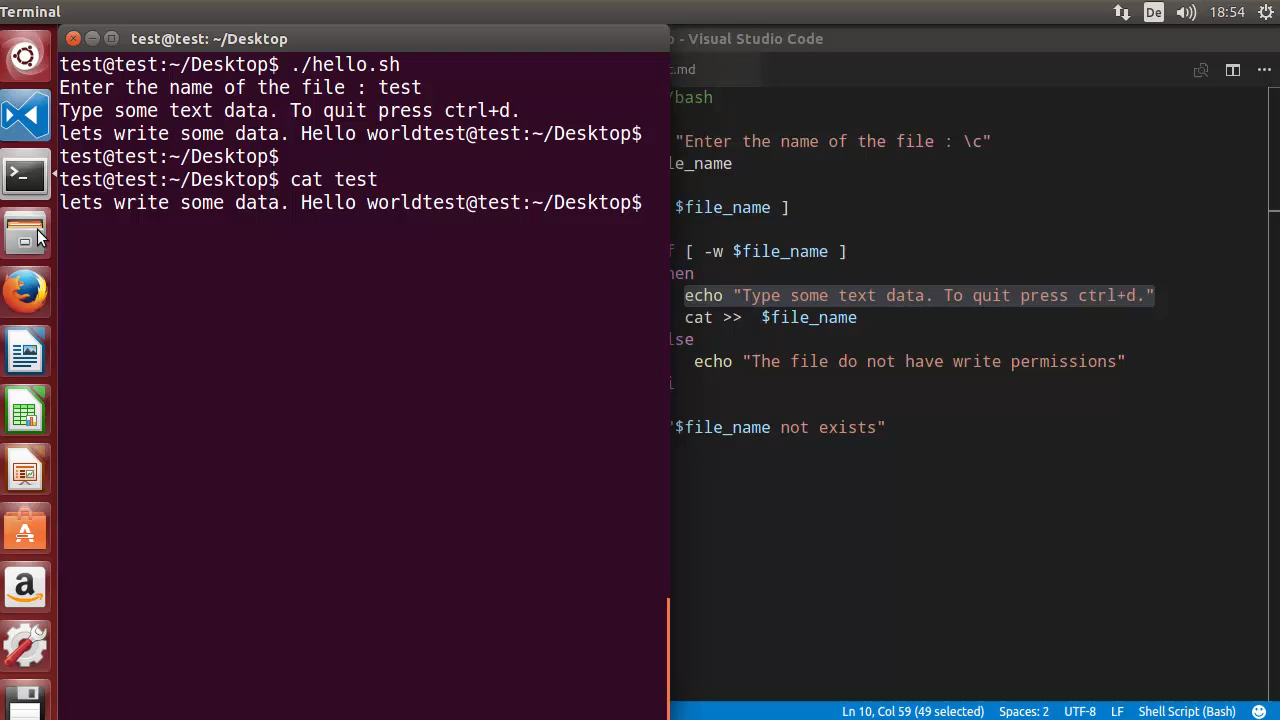 Terminal
De
18:54
test@test: ~/Desktop
test@test:~/Desktop$ ./hello.sh
Enter the name of the file : test
Type some text data. To quit press ctrl+d.
lets write some data. Hello worldtest@test:~/Desktop$
test@test:~/Desktop$
test@test:~/Desktop$ cat test
lets write some data. Hello worldtest@test:~/Desktop$
- Visual Studio Code
c.md
/bash
"Enter the name of the file : \c"
le_name
$file_name ]
f [ -w $file_name ]
hen
echo "Type some text data. To quit press ctrl+d."
cat >> $file_name
lse
echo "The file do not have write permissions"
i
"$file_name not exists"
Ln 10, Col 59 (49 selected)
Spaces: 2
UTF-8
LF
Shell Script (Bash)